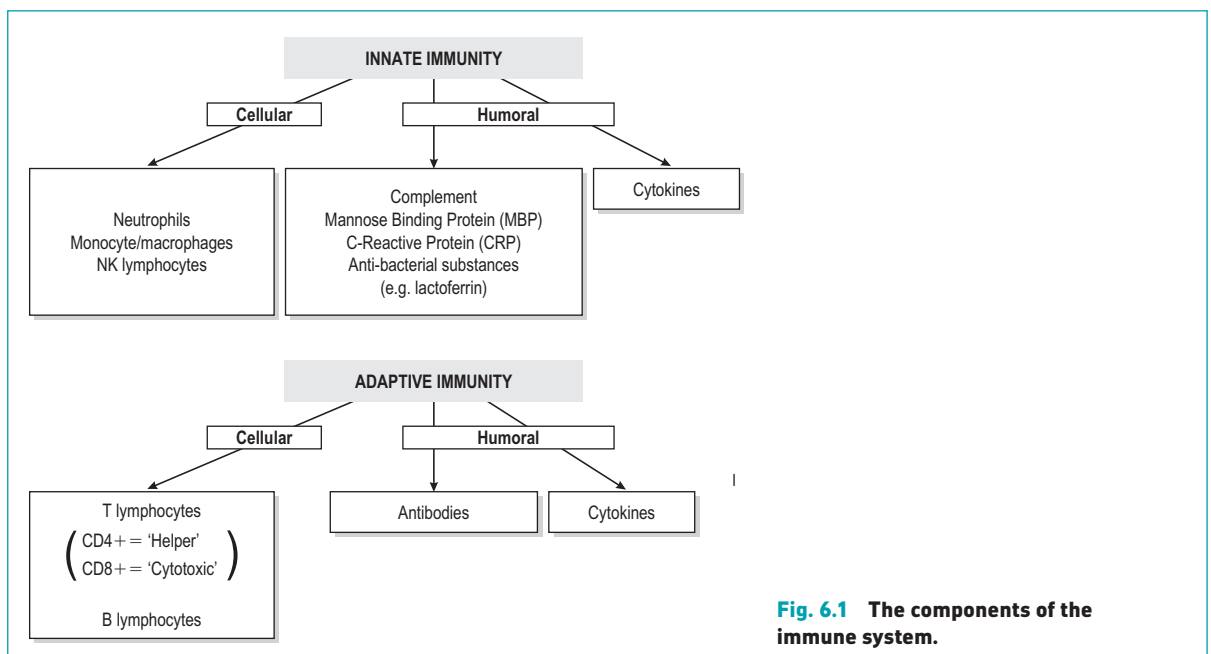 INNATE IMMUNITY
Cellular
Humoral
Neutrophils
Monocyte/macrophages
NK lymphocytes
Complement
Mannose Binding Protein (MBP)
C-Reactive Protein (CRP)
Anti-bacterial substances
(e.g. lactoferrin)
Cytokines
ADAPTIVE IMMUNITY
Cellular
Humoral
T lymphocytes
(CD4+= 'Helper'
CD8+= 'Cytotoxic')
B lymphocytes
Antibodies
Cytokines
I
Fig. 6.1 The components of the
immune system.